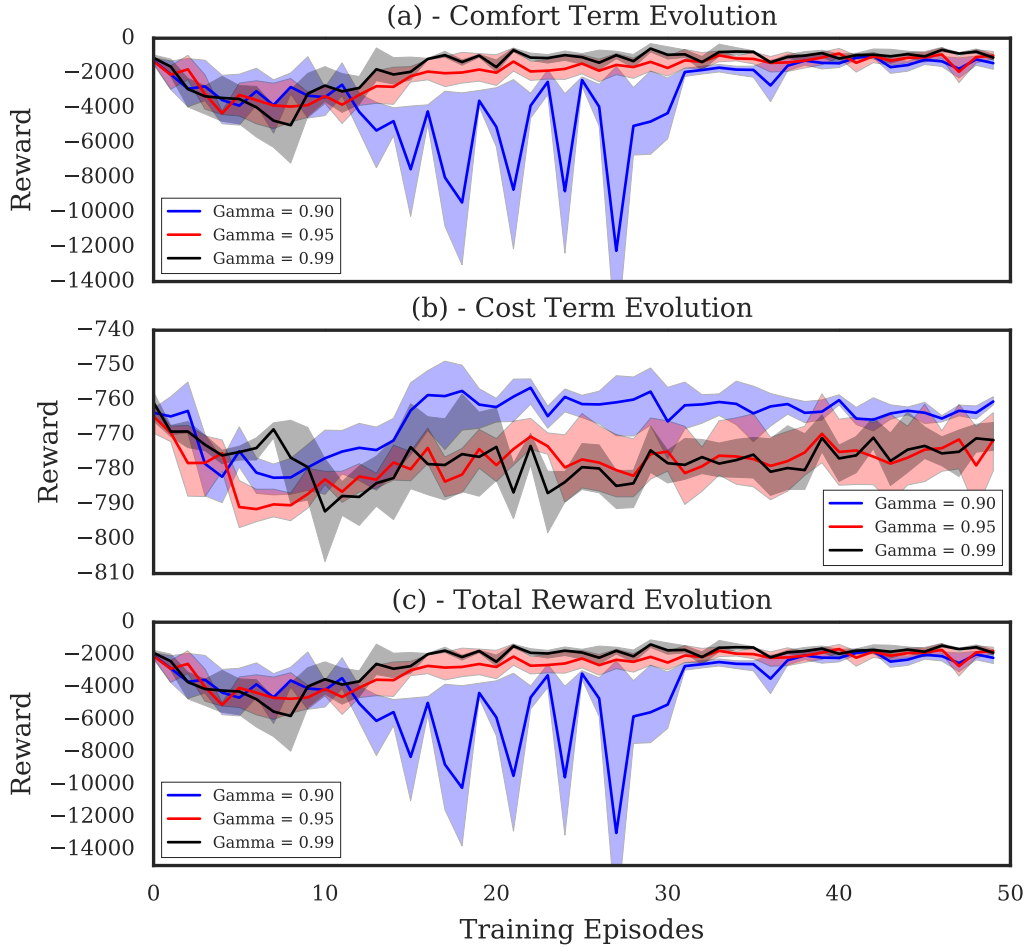 (a) - Comfort Term Evolution
0
−2000
−4000
−6000
−8000
−10000
−12000
−14000
Reward
Gamma = 0.90
Gamma = 0.95
Gamma = 0.99
(b) - Cost Term Evolution
−740
−750
−760
−770
−780
−790
−800
−810
Reward
Gamma = 0.90
Gamma = 0.95
Gamma = 0.99
(c) - Total Reward Evolution
0
−2000
−4000
−6000
−8000
−10000
−12000
−14000
Reward
Gamma = 0.90
Gamma = 0.95
Gamma = 0.99
0 10 20 30 40 50
Training Episodes